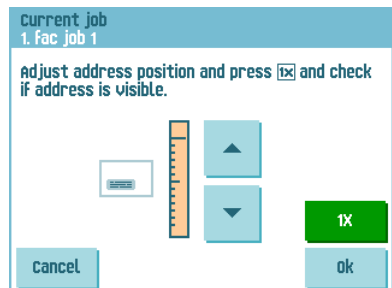 Current job
1. Fac job 1
Adjust address position and press 1x and check
if address is visible.
1X
Cancel
Ok